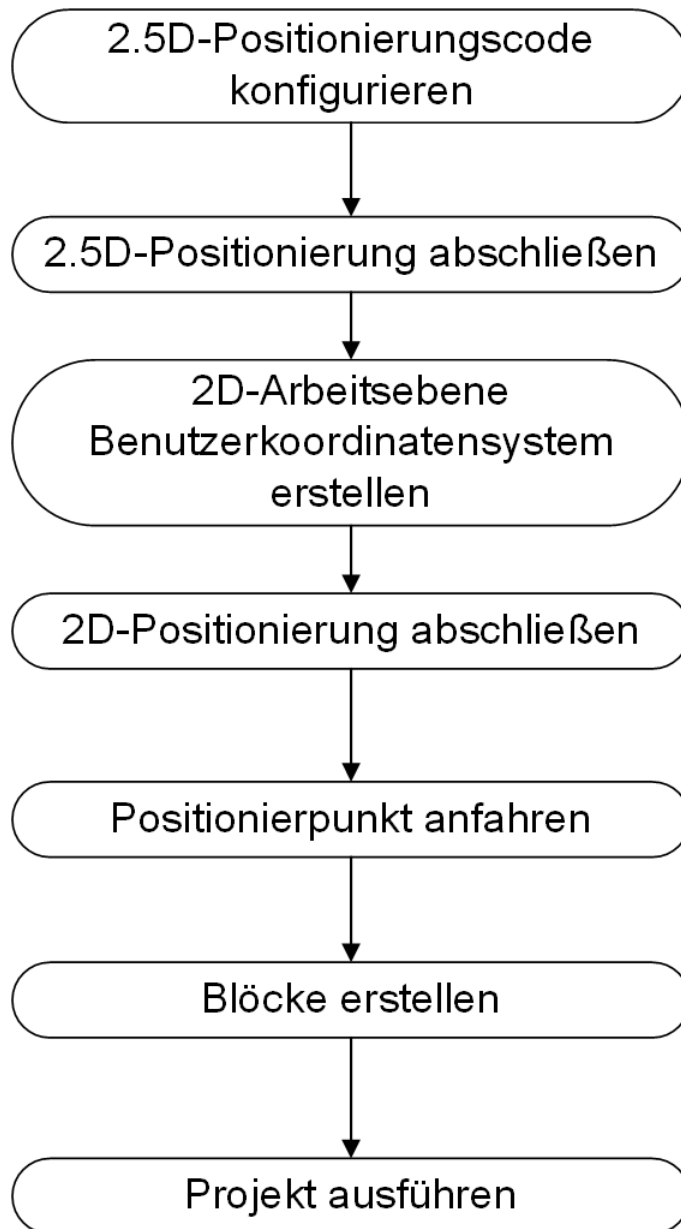 2.5D-Positionierungscode
konfigurieren
2.5D-Positionierung abschließen
2D-Arbeitsebene
Benutzerkoordinatensystem
erstellen
2D-Positionierung abschließen
Positionierpunkt anfahren
Blöcke erstellen
Projekt ausführen